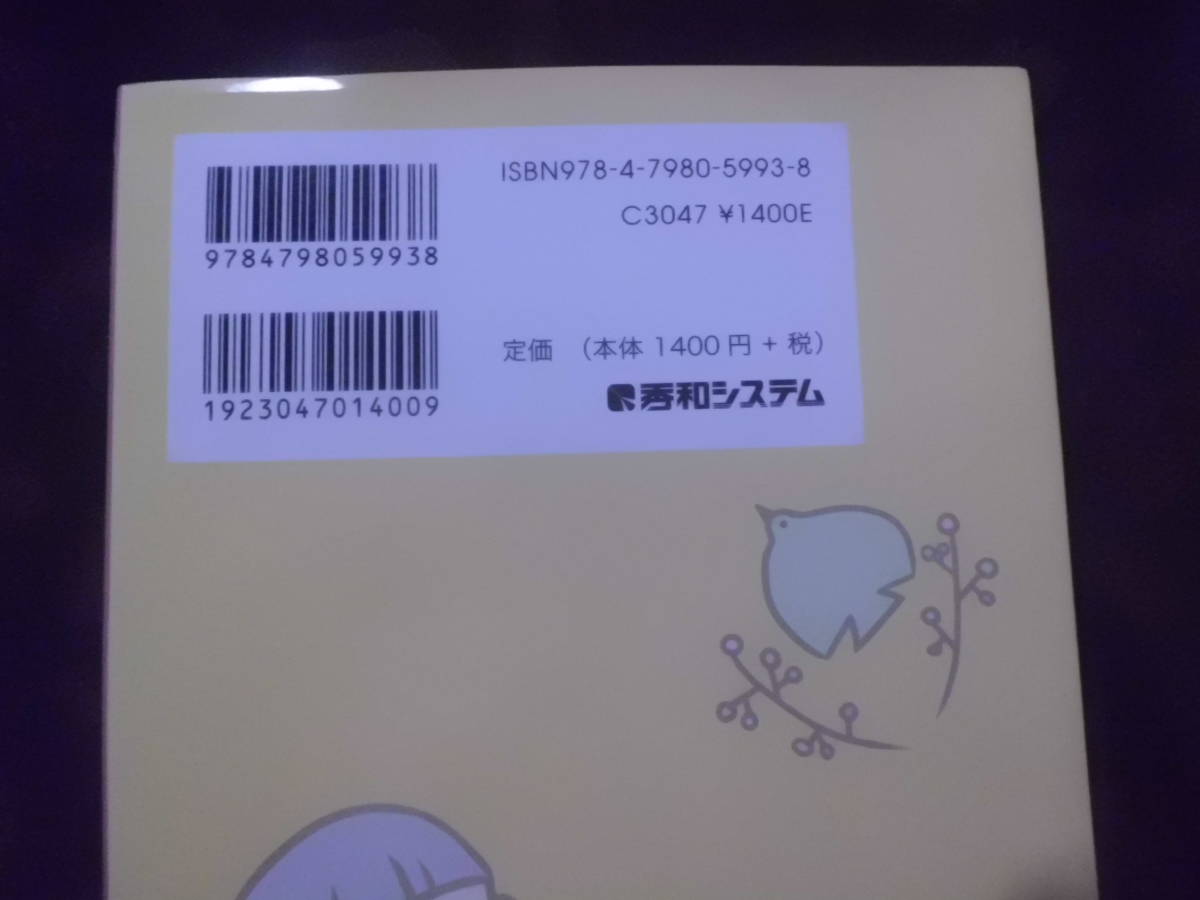 ISBN978-4-7980-5993-8
C3047 ¥1400E
9784798059938
定価 （本体 1400 円 + 税）
秀和システム
1923047014009